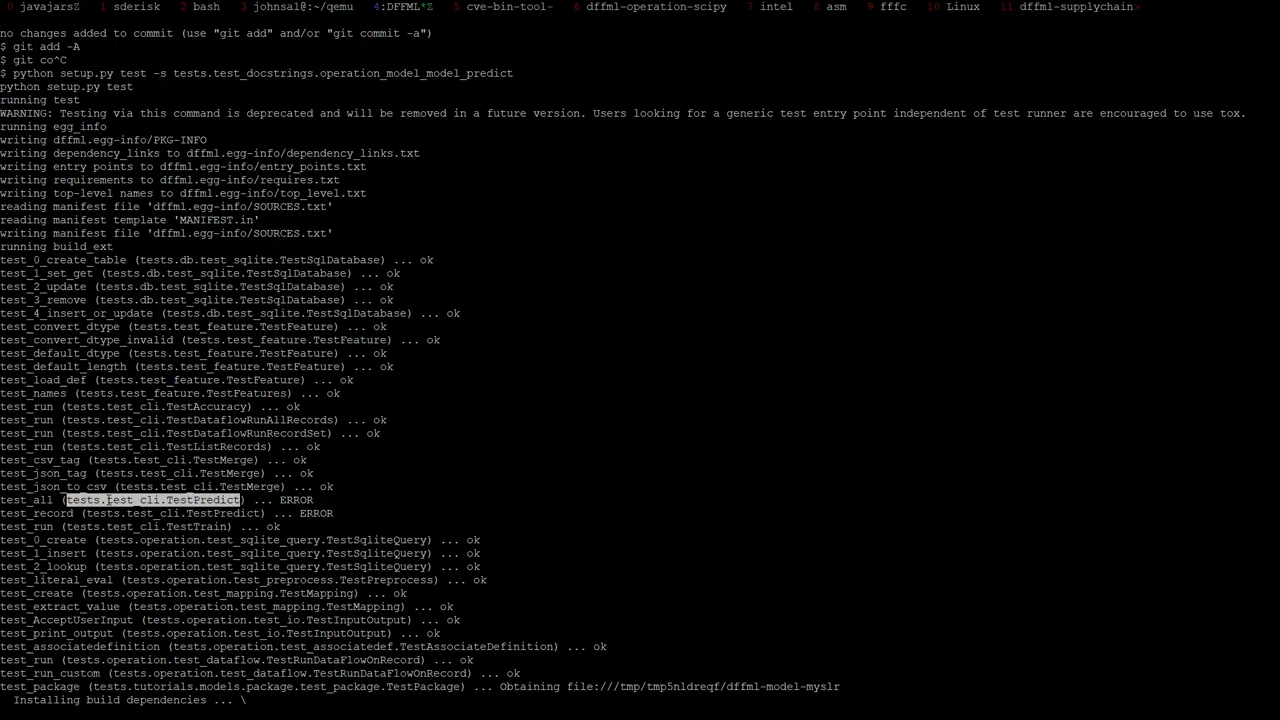 0 javajarsZ 1 sderisk 2 bash 3 johnsa1@:~/qemu 4:DFFML*Z 5 cve-bin-tool- 6 dffml-operation-scipy 7 intel 8 asm 9 fffc 10 Linux 11 dffml-supplychain>
no changes added to commit (use "git add" and/or "git commit -a")
$ git add -A
$ git co^C
$ python setup.py test -s tests.test_docstrings.operation_model_model_predict
python setup.py test
running test
WARNING: Testing via this command is deprecated and will be removed in a future version. Users looking for a generic test entry point independent of test runner are encouraged to use tox.
running egg_info
writing dffml.egg-info/PKG-INFO
writing dependency_links to dffml.egg-info/dependency_links.txt
writing entry points to dffml.egg-info/entry_points.txt
writing requirements to dffml.egg-info/requires.txt
writing top-level names to dffml.egg-info/top_level.txt
reading manifest file 'dffml.egg-info/SOURCES.txt'
reading manifest template 'MANIFEST.in'
writing manifest file 'dffml.egg-info/SOURCES.txt'
running build_ext
test_0_create_table (tests.db.test_sqlite.TestSqlDatabase) ... ok
test_1_set_get (tests.db.test_sqlite.TestSqlDatabase) ... ok
test_2_update (tests.db.test_sqlite.TestSqlDatabase) ... ok
test_3_remove (tests.db.test_sqlite.TestSqlDatabase) ... ok
test_4_insert_or_update (tests.db.test_sqlite.TestSqlDatabase) ... ok
test_convert_dtype (tests.test_feature.TestFeature) ... ok
test_convert_dtype_invalid (tests.test_feature.TestFeature) ... ok
test_default_dtype (tests.test_feature.TestFeature) ... ok
test_default_length (tests.test_feature.TestFeature) ... ok
test_load_def (tests.test_feature.TestFeature) ... ok
test_names (tests.test_feature.TestFeatures) ... ok
test_run (tests.test_cli.TestAccuracy) ... ok
test_run (tests.test_cli.TestDataflowRunAllRecords) ... ok
test_run (tests.test_cli.TestDataflowRunRecordSet) ... ok
test_run (tests.test_cli.TestListRecords) ... ok
test_csv_tag (tests.test_cli.TestMerge) ... ok
test_json_tag (tests.test_cli.TestMerge) ... ok
test_json_to_csv (tests.test_cli.TestMerge) ... ok
test_all (tests.test_cli.TestPredict) ... ERROR
test_record (tests.test_cli.TestPredict) ... ERROR
test_run (tests.test_cli.TestTrain) ... ok
test_0_create (tests.operation.test_sqlite_query.TestSqliteQuery) ... ok
test_1_insert (tests.operation.test_sqlite_query.TestSqliteQuery) ... ok
test_2_lookup (tests.operation.test_sqlite_query.TestSqliteQuery) ... ok
test_literal_eval (tests.operation.test_preprocess.TestPreprocess) ... ok
test_create (tests.operation.test_mapping.TestMapping) ... ok
test_extract_value (tests.operation.test_mapping.TestMapping) ... ok
test_AcceptUserInput (tests.operation.test_io.TestInputOutput) ... ok
test_print_output (tests.operation.test_io.TestInputOutput) ... ok
test_associatedefinition (tests.operation.test_associatedef.TestAssociateDefinition) ... ok
test_run (tests.operation.test_dataflow.TestRunDataFlowOnRecord) ... ok
test_run_custom (tests.operation.test_dataflow.TestRunDataFlowOnRecord) ... ok
test_package (tests.tutorials.models.package.test_package.TestPackage) ... Obtaining file:///tmp/tmp5nldreqf/dffml-model-myslr
Installing build dependencies ... \